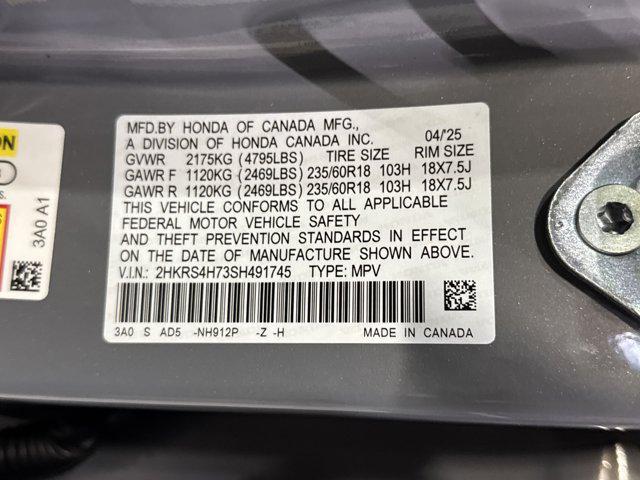 MFD.BY HONDA OF CANADA MFG.,
A DIVISION OF HONDA CANADA INC. 04/'25
GVWR 2175KG (4795LBS) TIRE SIZE RIM SIZE
GAWR F 1120KG (2469LBS) 235/60R18 103H 18X7.5J
GAWR R 1120KG (2469LBS) 235/60R18 103H 18X7.5J
THIS VEHICLE CONFORMS TO ALL APPLICABLE
FEDERAL MOTOR VEHICLE SAFETY
AND THEFT PREVENTION STANDARDS IN EFFECT
ON THE DATE OF MANUFACTURE SHOWN ABOVE.
V.I.N.: 2HKRS4H73SH491745 TYPE: MPV
3A0 S AD5 -NH912P -Z -H MADE IN CANADA
ON
s.
3A0 A1